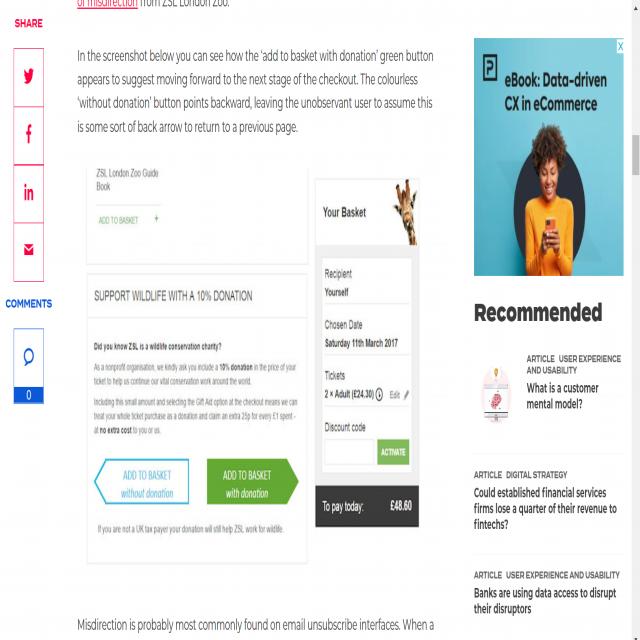 of misdirection from ZSL London Zoo.
SHARE
In the screenshot below you can see how the ‘add to basket with donation’ green button
appears to suggest moving forward to the next stage of the checkout. The colourless
‘without donation’ button points backward, leaving the unobservant user to assume this
is some sort of back arrow to return to a previous page.
COMMENTS
0
ZSL London Zoo Guide
Book
ADD TO BASKET +
SUPPORT WILDLIFE WITH A 10% DONATION
Did you know ZSL is a wildlife conservation charity?
As a nonprofit organisation, we kindly ask you include a 10% donation in the price of your
ticket to help us continue our vital conservation work around the world.
Including this small amount and selecting the Gift Aid option at the checkout means we can
treat your whole ticket purchase as a donation and claim an extra 25p for every £1 spent -
at no extra cost to you or us.
ADD TO BASKET
without donation
ADD TO BASKET
with donation
If you are not a UK tax payer your donation will still help ZSL work for wildlife.
Your Basket
Recipient
Yourself
Chosen Date
Saturday 11th March 2017
Tickets
2 × Adult (£24.30) Edit
Discount code
ACTIVATE
To pay today: £48.60
Misdirection is probably most commonly found on email unsubscribe interfaces. When a
X
P
eBook: Data-driven
CX in eCommerce
Recommended
ARTICLE USER EXPERIENCE
AND USABILITY
What is a customer
mental model?
ARTICLE DIGITAL STRATEGY
Could established financial services
firms lose a quarter of their revenue to
fintechs?
ARTICLE USER EXPERIENCE AND USABILITY
Banks are using data access to disrupt
their disruptors